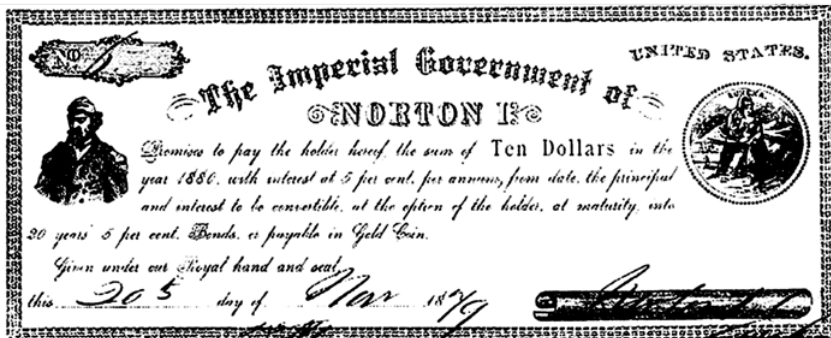 No. 6
UNITED STATES.
The Imperial Government of
NORTON I.
Promises to pay the holder hereof, the sum of Ten Dollars in the
year 1880, with interest at 5 per cent. per annum, from date, the principal
and interest to be convertible, at the option of the holder, at maturity, into
20 years' 5 per cent. Bonds, or payable in Gold Coin.
Given under our Royal hand and seal
this day of Nov 1879
EUREKA